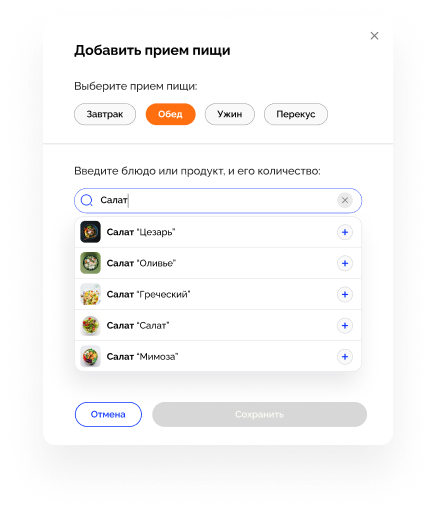 Добавить прием пищи
Выберите прием пищи:
Завтрак
Обед
Ужин
Перекус
Введите блюдо или продукт, и его количество:
Салат
Салат "Цезарь"
Салат "Оливье"
Салат "Греческий"
Салат "Салат"
Салат "Мимоза"
Отмена
Сохранить